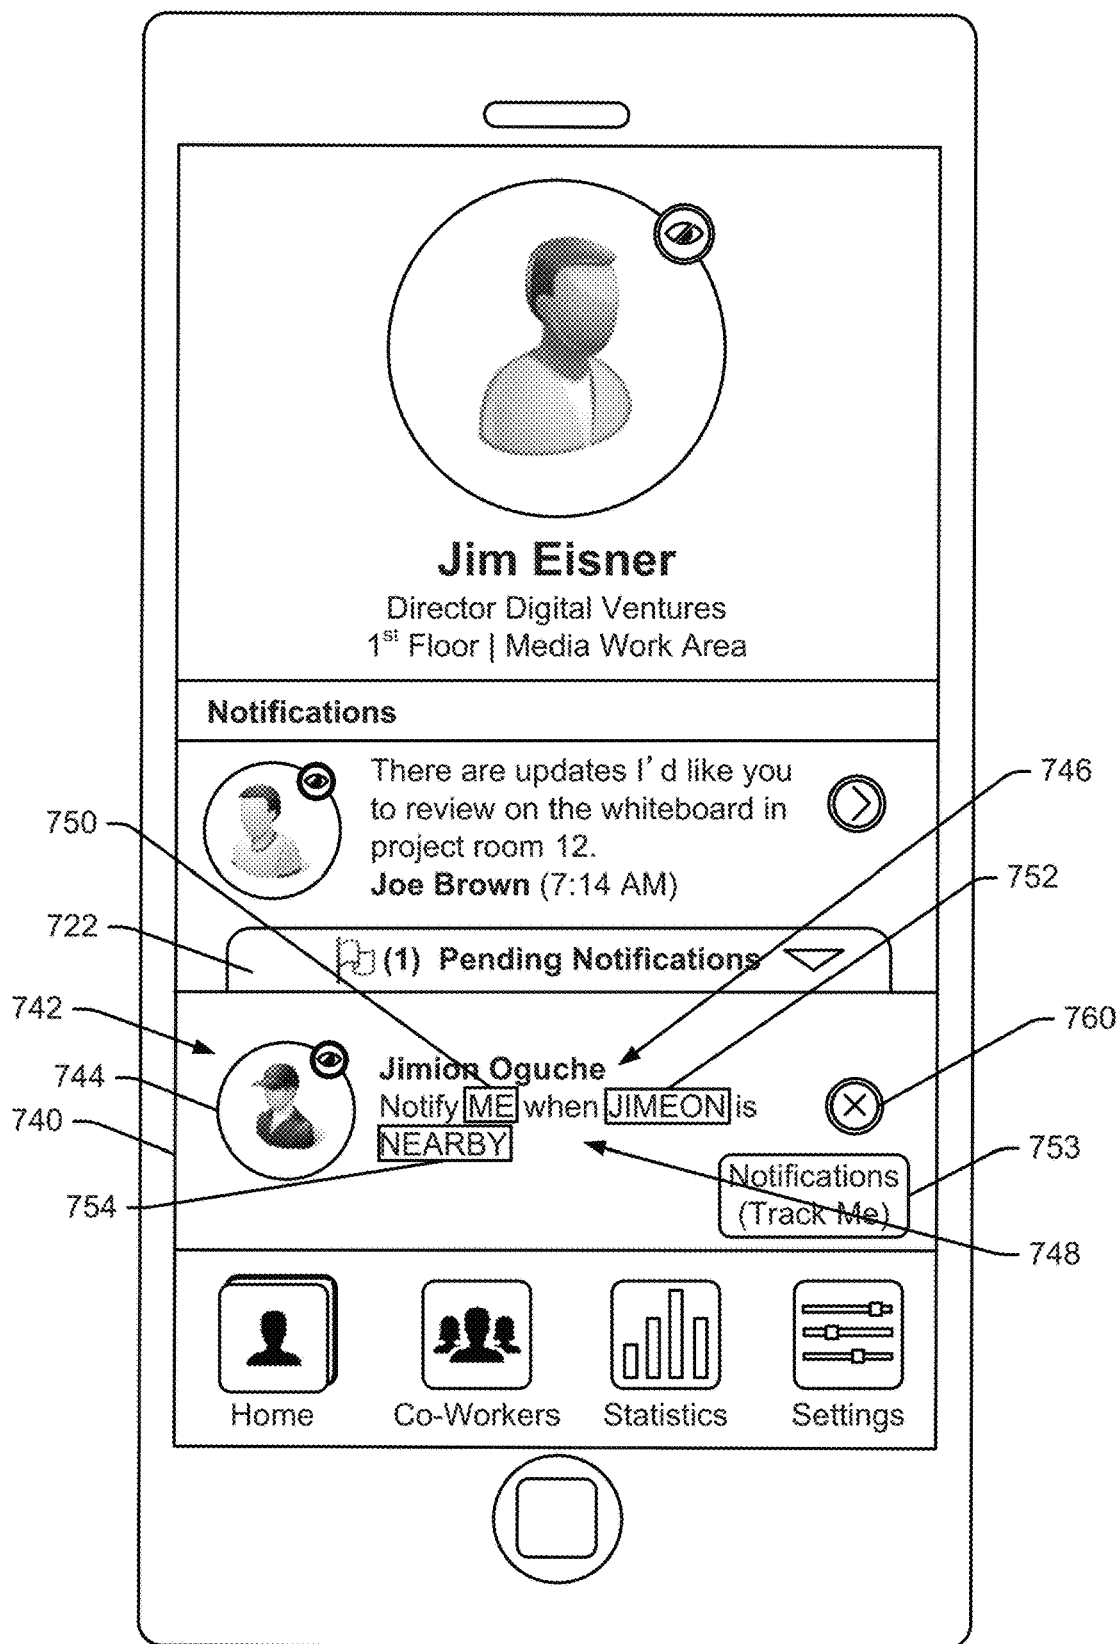 Jim Eisner
Director Digital Ventures
1st Floor | Media Work Area
Notifications
There are updates I'd like you
to review on the whiteboard in
project room 12.
Joe Brown (7:14 AM)
746
750
752
722
(1) Pending Notifications
742
760
Jimion Oguche
744
Notify ME when JIMEON is
740
NEARBY
753
Notifications
(Track Me)
754
748
Home
Co-Workers
Statistics
Settings